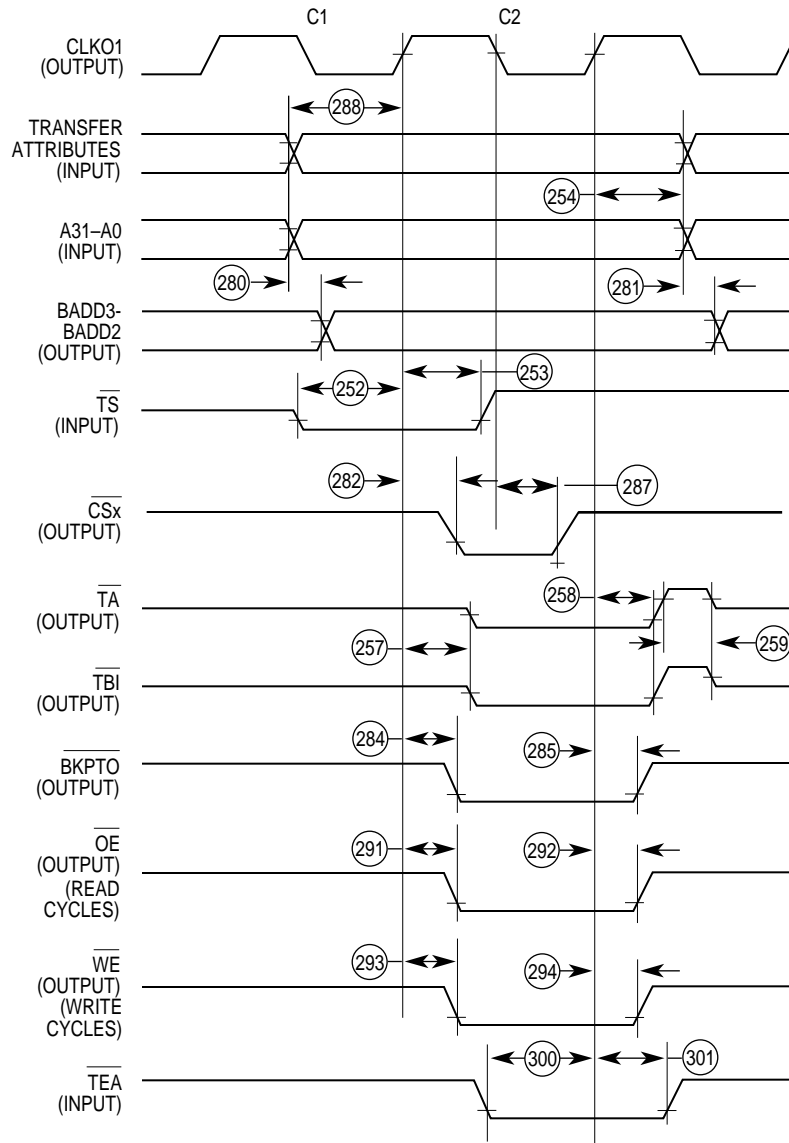 C1 C2
CLKO1
(OUTPUT)
288
TRANSFER
ATTRIBUTES
(INPUT)
254
A31–A0
(INPUT)
280 281
BADD3-
BADD2
(OUTPUT)
252 253
TS
(INPUT)
282 287
CSx
(OUTPUT)
258
TA
(OUTPUT)
257 259
TBI
(OUTPUT)
284 285
BKPTO
(OUTPUT)
291 292
OE
(OUTPUT)
(READ
CYCLES)
293 294
WE
(OUTPUT)
(WRITE
CYCLES)
300 301
TEA
(INPUT)